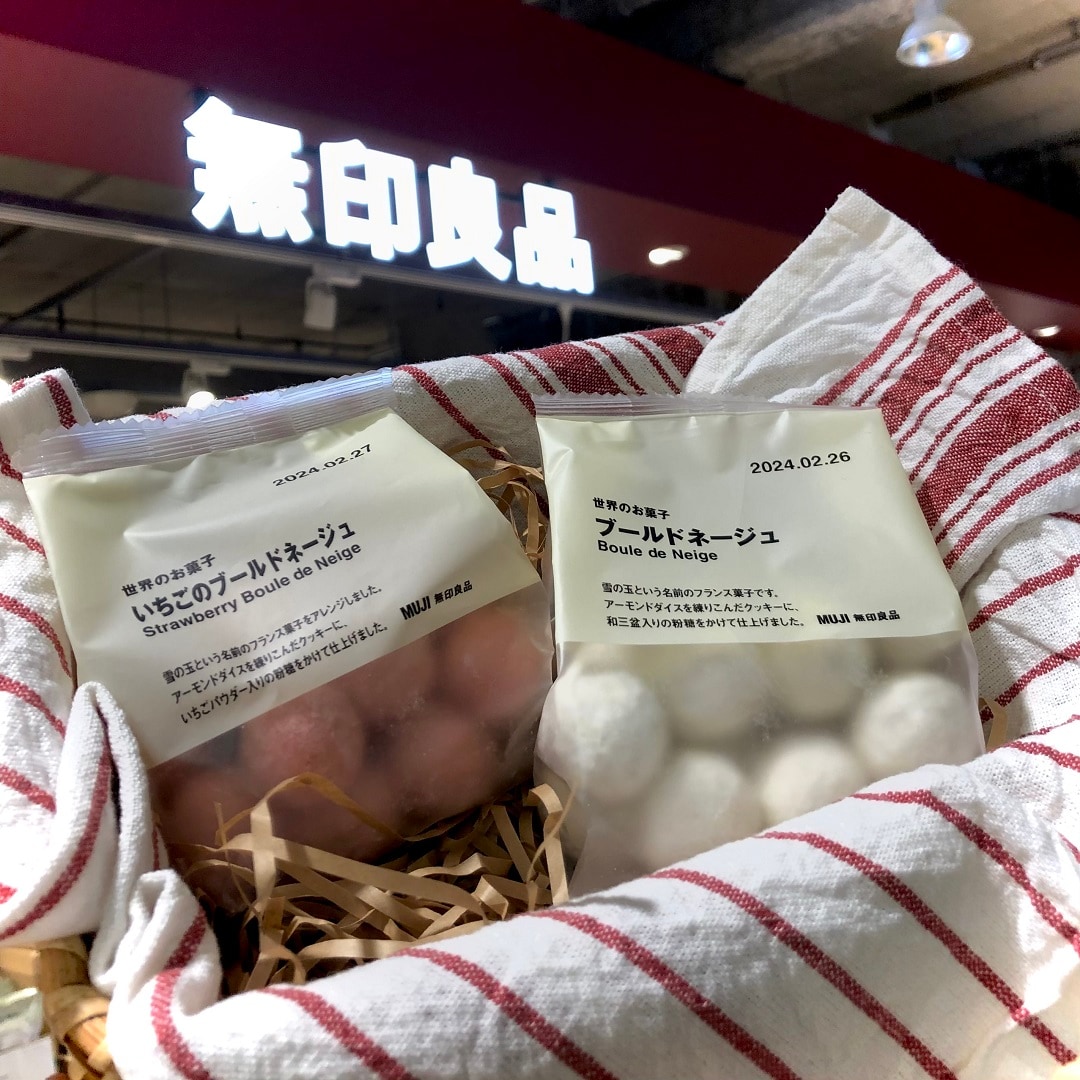 無印良品
2024.02.27
世界のお菓子
いちごのブールドネージュ
Strawberry Boule de Neige
雪の玉という名前のフランス菓子をアレンジしました。
アーモンドダイスを練りこんだクッキーに、
いちごパウダー入りの粉糖をかけて仕上げました。
MUJI 無印良品
2024.02.26
世界のお菓子
ブールドネージュ
Boule de Neige
雪の玉という名前のフランス菓子です。
アーモンドダイスを練りこんだクッキーに、
和三盆入りの粉糖をかけて仕上げました。
MUJI 無印良品